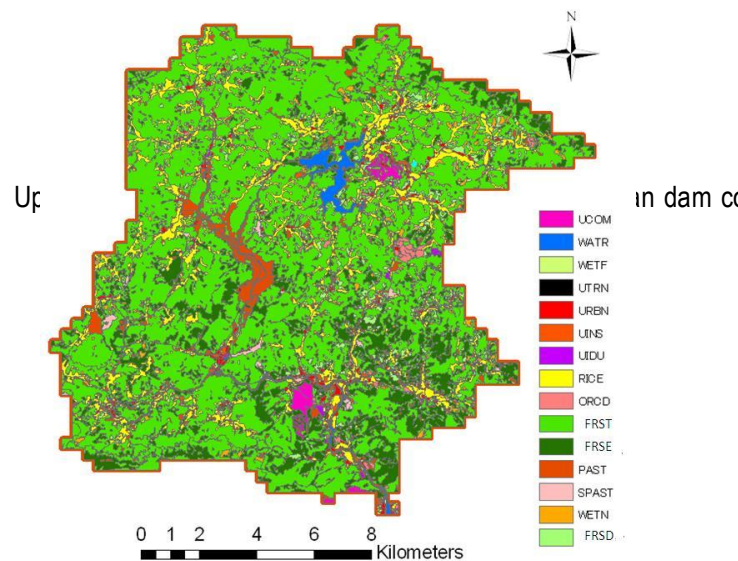 N
Up
an dam co
UCOM
WATR
WETF
UTRN
URBN
UINS
UIDU
RICE
ORCD
FRST
FRSE
PAST
SPAST
WETN
FRSD
0 1 2 4 6 8
Kilometers